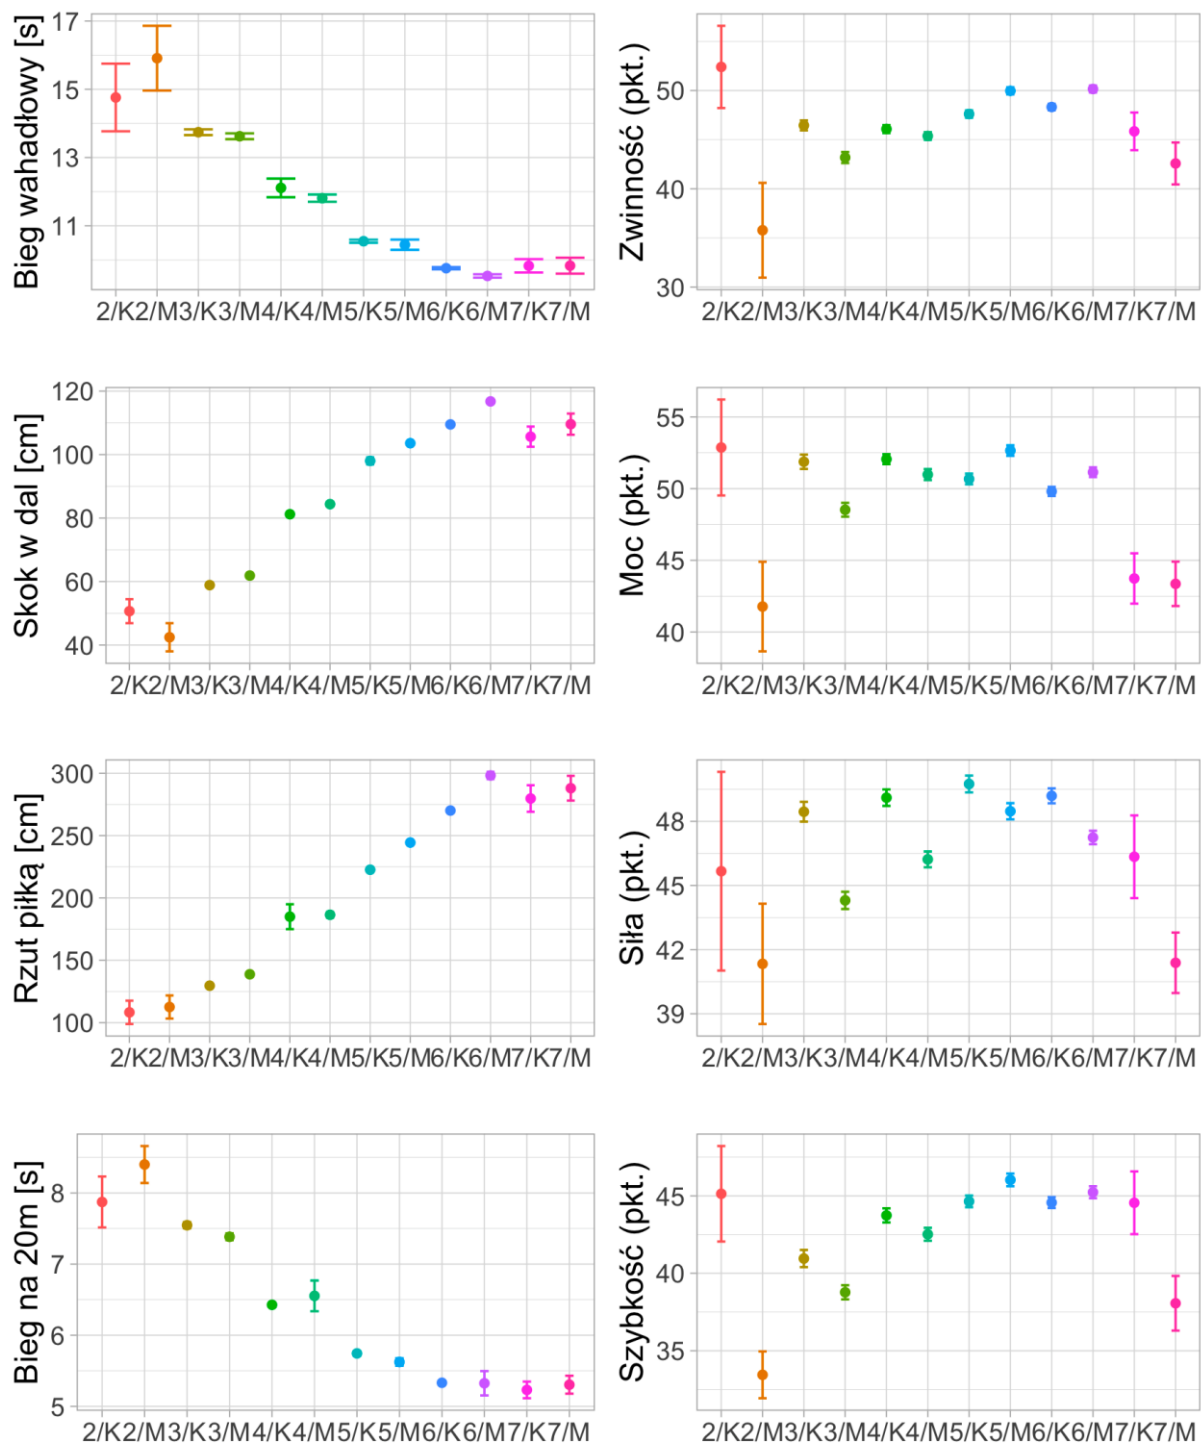 Bieg wahadłowy [s]
17
15
13
11
2/K2/M3/K3/M4/K4/M5/K5/M6/K6/M7/K7/M
Zwinność (pkt.)
50
40
30
2/K2/M3/K3/M4/K4/M5/K5/M6/K6/M7/K7/M
Skok w dal [cm]
120
100
80
60
40
2/K2/M3/K3/M4/K4/M5/K5/M6/K6/M7/K7/M
Moc (pkt.)
55
50
45
40
2/K2/M3/K3/M4/K4/M5/K5/M6/K6/M7/K7/M
Rzut piłką [cm]
300
250
200
150
100
2/K2/M3/K3/M4/K4/M5/K5/M6/K6/M7/K7/M
Siła (pkt.)
48
45
42
39
2/K2/M3/K3/M4/K4/M5/K5/M6/K6/M7/K7/M
Bieg na 20m [s]
8
7
6
5
2/K2/M3/K3/M4/K4/M5/K5/M6/K6/M7/K7/M
Szybkość (pkt.)
45
40
35
2/K2/M3/K3/M4/K4/M5/K5/M6/K6/M7/K7/M